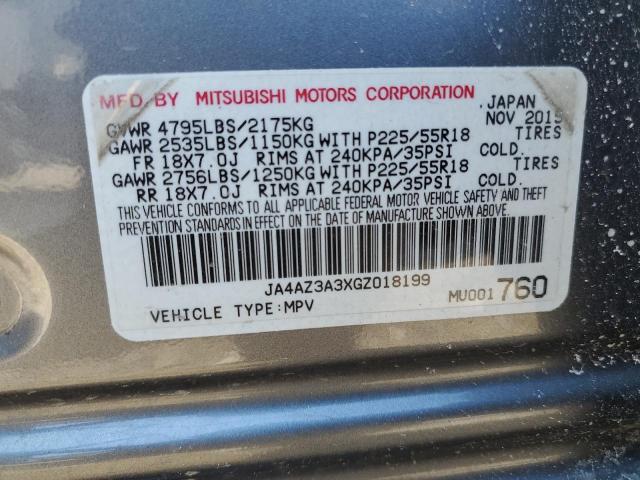 MFD BY MITSUBISHI MOTORS CORPORATION JAPAN
GVWR 4795LBS/2175KG NOV 2015
GAWR 2535LBS/1150KG WITH P225/55R18 TIRES
FR 18X7.0J RIMS AT 240KPA/35PSI COLD.
GAWR 2756LBS/1250KG WITH P225/55R18 TIRES
RR 18X7.0J RIMS AT 240KPA/35PSI COLD.
THIS VEHICLE CONFORMS TO ALL APPLICABLE FEDERAL MOTOR VEHICLE SAFETY AND THEFT
PREVENTION STANDARDS IN EFFECT ON THE DATE OF MANUFACTURE SHOWN ABOVE.
JA4AZ3A3XGZ018199
VEHICLE TYPE:MPV MU001 760